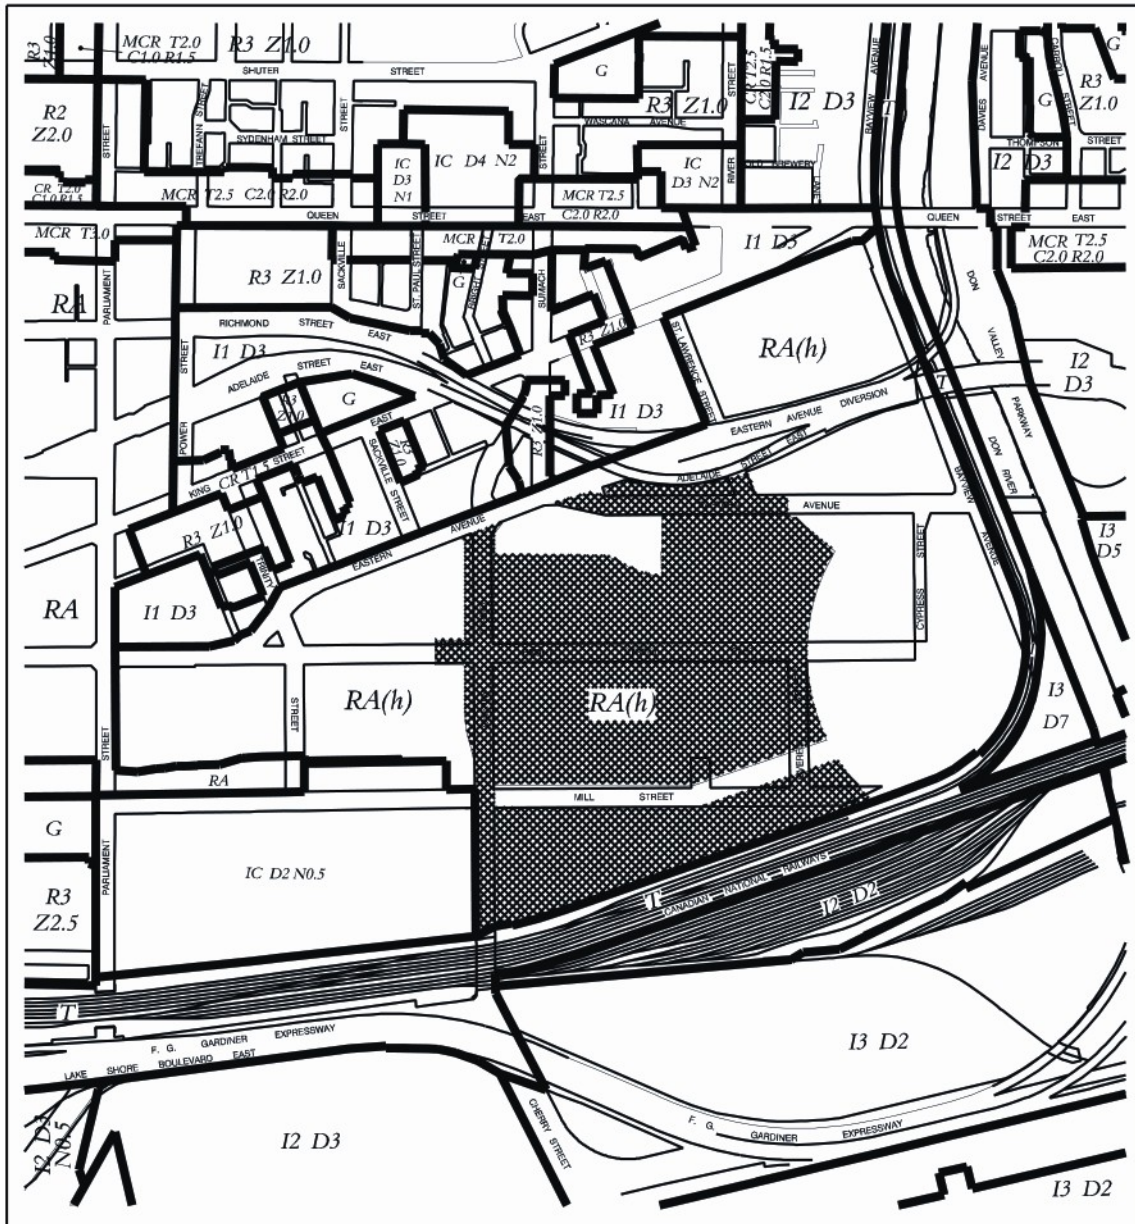 R3
Z1.0
MCR T2.0
C1.0 R1.5
R3 Z1.0
SHUTER STREET
G
R3 Z1.0
CR T2.5
C2.0 R1.5
I2 D3
BAYVIEW AVENUE
T
DAVIES AVENUE
G
CARROLL STREET
G
R3
Z1.0
R2
Z2.0
STREET
TREFANN STREET
SYDENHAM STREET
STREET
IC D4 N2
IC
D3
N1
STREET
WASCANA AVENUE
IC
D3 N2
STREET
RIVER
OLD BREWERY
LANE
THOMPSON STREET
I2 D3
CR T2.0
C1.0 R1.5
MCR T2.5 C2.0 R2.0
MCR T2.5
C2.0 R2.0
QUEEN STREET EAST
QUEEN STREET EAST
MCR T3.0
MCR T2.0
I1 D3
MCR T2.5
C2.0 R2.0
RA
PARLIAMENT
R3 Z1.0
SACKVILLE
ST. PAUL STREET
G
BRIGHT STREET
SUMACH
R3 Z1.0
ST. LAWRENCE STREET
RA(h)
DON VALLEY PARKWAY
I2
D3
RICHMOND STREET EAST
I1 D3
ADELAIDE STREET EAST
STREET
POWER
R3
Z1.0
G
R3
Z1.0
R3 Z1.0
I1 D3
EASTERN AVENUE DIVERSION
T
ADELAIDE STREET EAST
KING STREET EAST
CR T1.5
SACKVILLE STREET
I1 D3
R3 Z1.0
TRINITY
EASTERN AVENUE
AVENUE
DON RIVER
BAYVIEW AVENUE
I3
D5
RA
I1 D3
CYPRESS STREET
STREET
RA(h)
RA(h)
I3
D7
STREET
RA
MILL STREET
G
PARLIAMENT
IC D2 N0.5
R3
Z2.5
T
CANADIAN NATIONAL RAILWAYS
I2 D2
T
F. G. GARDINER EXPRESSWAY
LAKE SHORE BOULEVARD EAST
I3 D2
I2 D3
N0.5
I2 D3
CHERRY STREET
F. G. GARDINER EXPRESSWAY
I3 D2